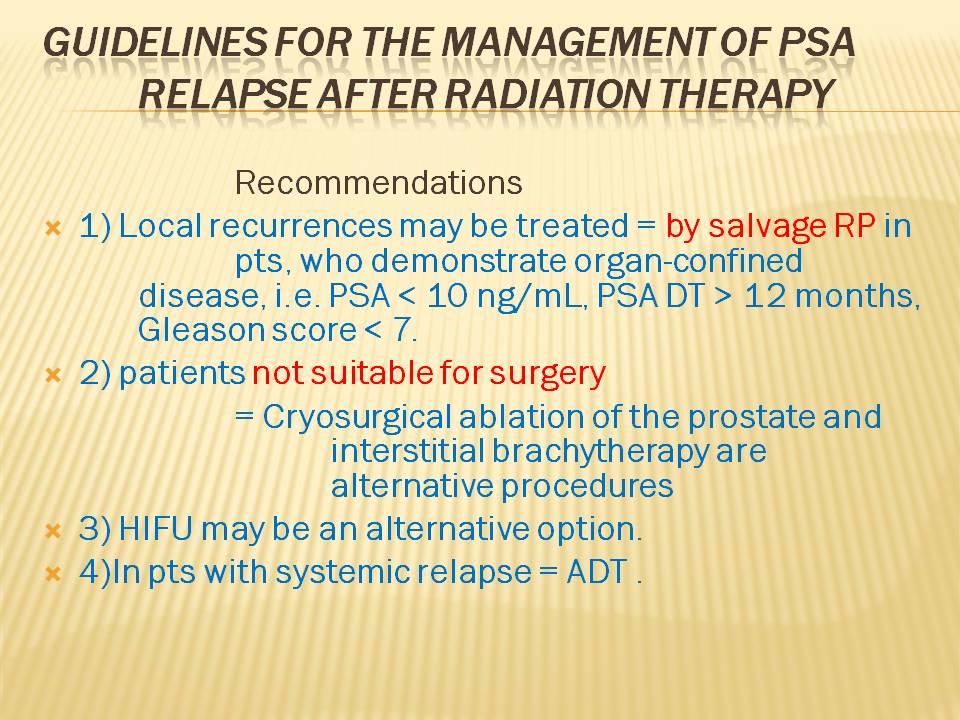 GUIDELINES FOR THE MANAGEMENT OF PSA
RELAPSE AFTER RADIATION THERAPY
Recommendations
1) Local recurrences may be treated = by salvage RP in
pts, who demonstrate organ-confined
disease, i.e. PSA < 10 ng/mL, PSA DT > 12 months,
Gleason score < 7.
2) patients not suitable for surgery
= Cryosurgical ablation of the prostate and
interstitial brachytherapy are
alternative procedures
3) HIFU may be an alternative option.
4)In pts with systemic relapse = ADT .